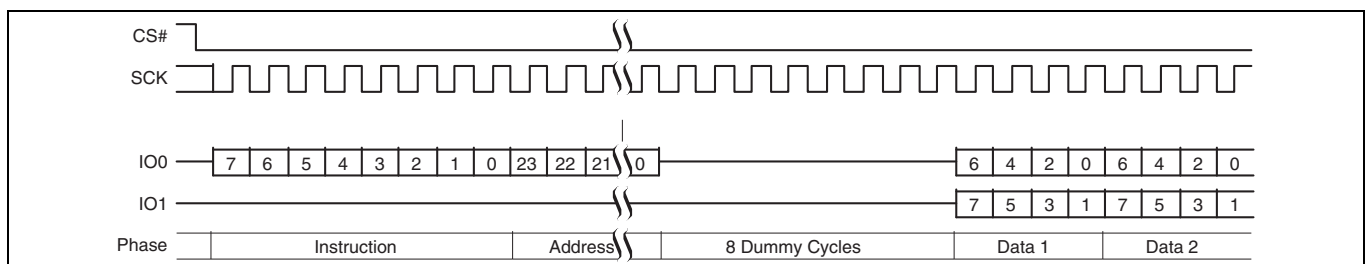 CS#
SCK
IO0 7 6 5 4 3 2 1 0 23 22 21 0 6 4 2 0 6 4 2 0
IO1 7 5 3 1 7 5 3 1
Phase Instruction Address 8 Dummy Cycles Data 1 Data 2